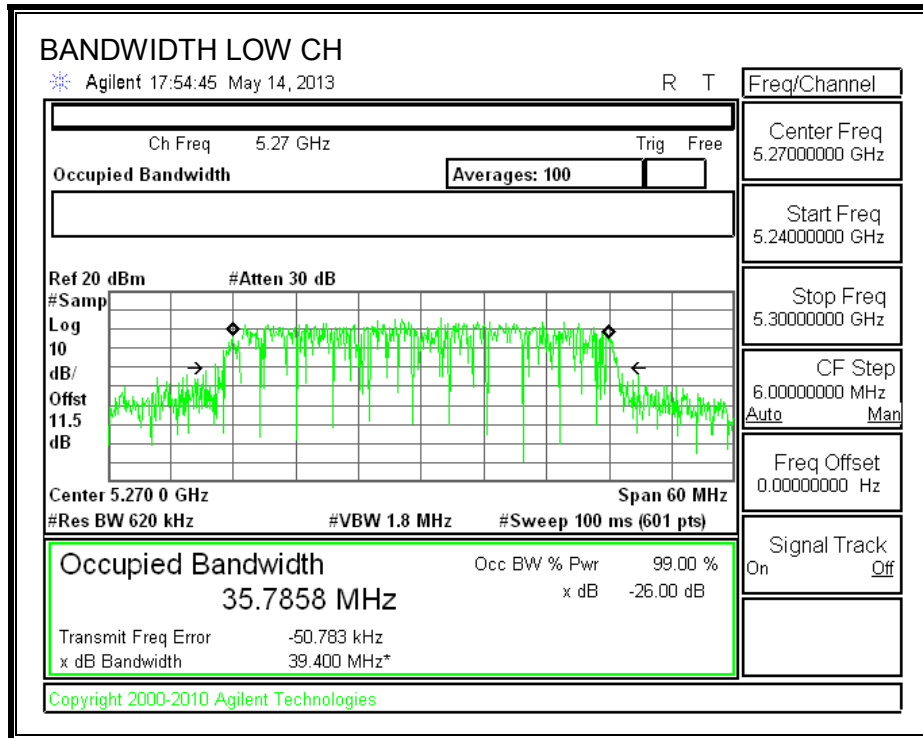 BANDWIDTH LOW CH
Agilent 17:54:45 May 14, 2013 R T
Freq/Channel
Ch Freq 5.27 GHz Trig Free
Occupied Bandwidth Averages: 100
Center Freq
5.27000000 GHz
Start Freq
5.24000000 GHz
Stop Freq
5.30000000 GHz
CF Step
6.00000000 MHz
Auto Man
Freq Offset
0.00000000 Hz
Signal Track
On Off
Ref 20 dBm #Atten 30 dB
#Samp
Log
10
dB/
Offst
11.5
dB
Center 5.270 0 GHz Span 60 MHz
#Res BW 620 kHz #VBW 1.8 MHz #Sweep 100 ms (601 pts)
Occupied Bandwidth Occ BW % Pwr 99.00 %
35.7858 MHz x dB -26.00 dB
Transmit Freq Error -50.783 kHz
x dB Bandwidth 39.400 MHz*
Copyright 2000-2010 Agilent Technologies